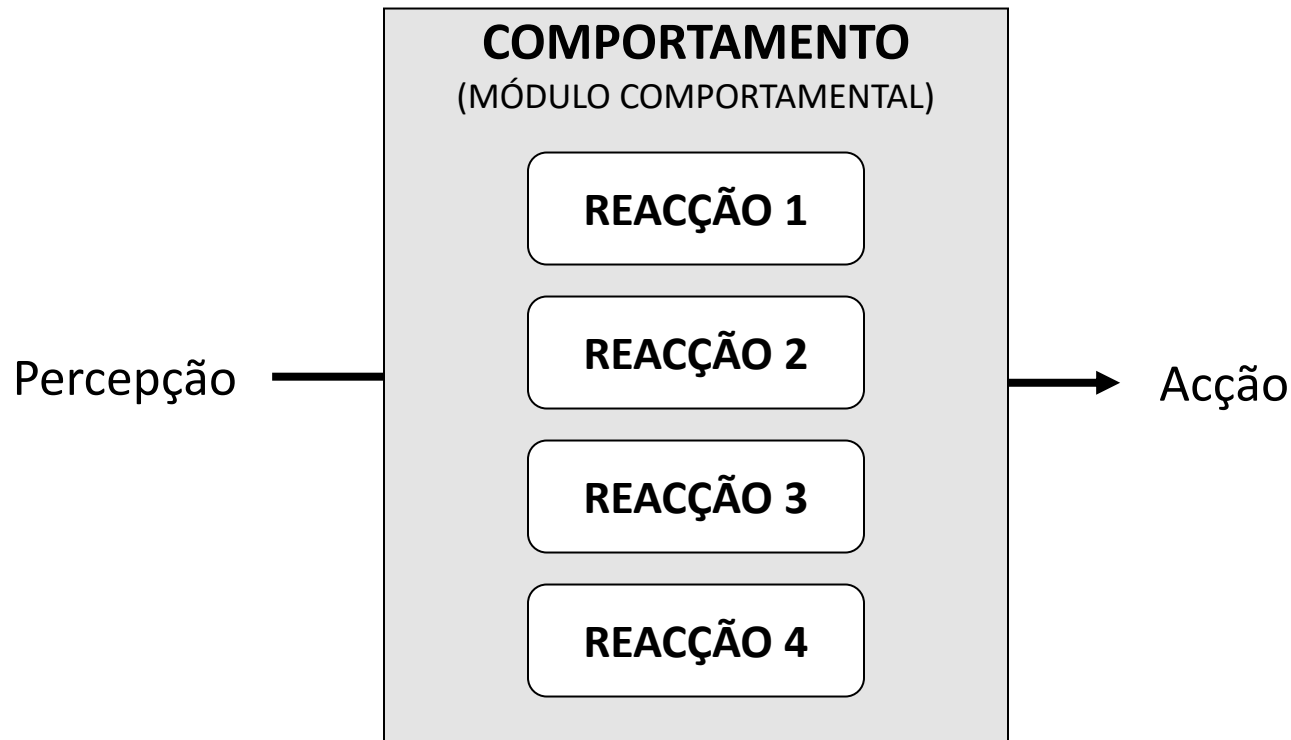 COMPORTAMENTO
(MÓDULO COMPORTAMENTAL)
REACÇÃO 1
REACÇÃO 2
Percepção
Acção
REACÇÃO 3
REACÇÃO 4